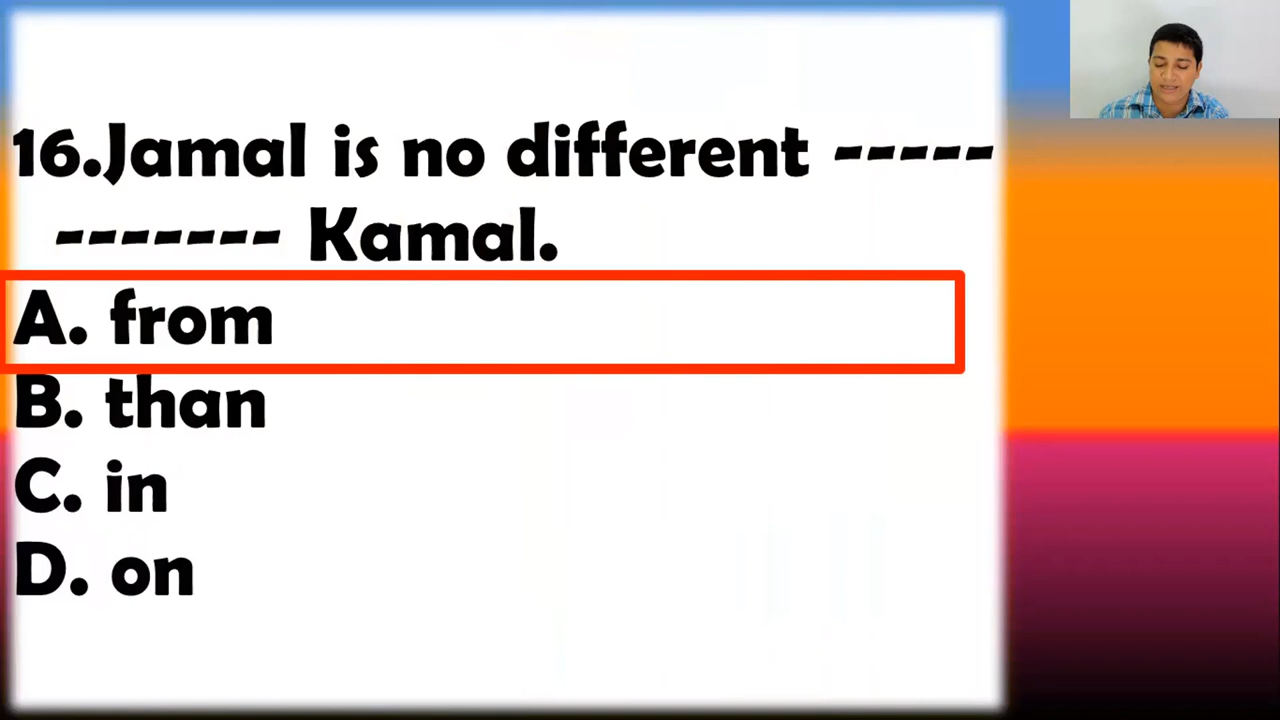 16.Jamal is no different -----
------- Kamal.
A. from
B. than
C. in
D. on